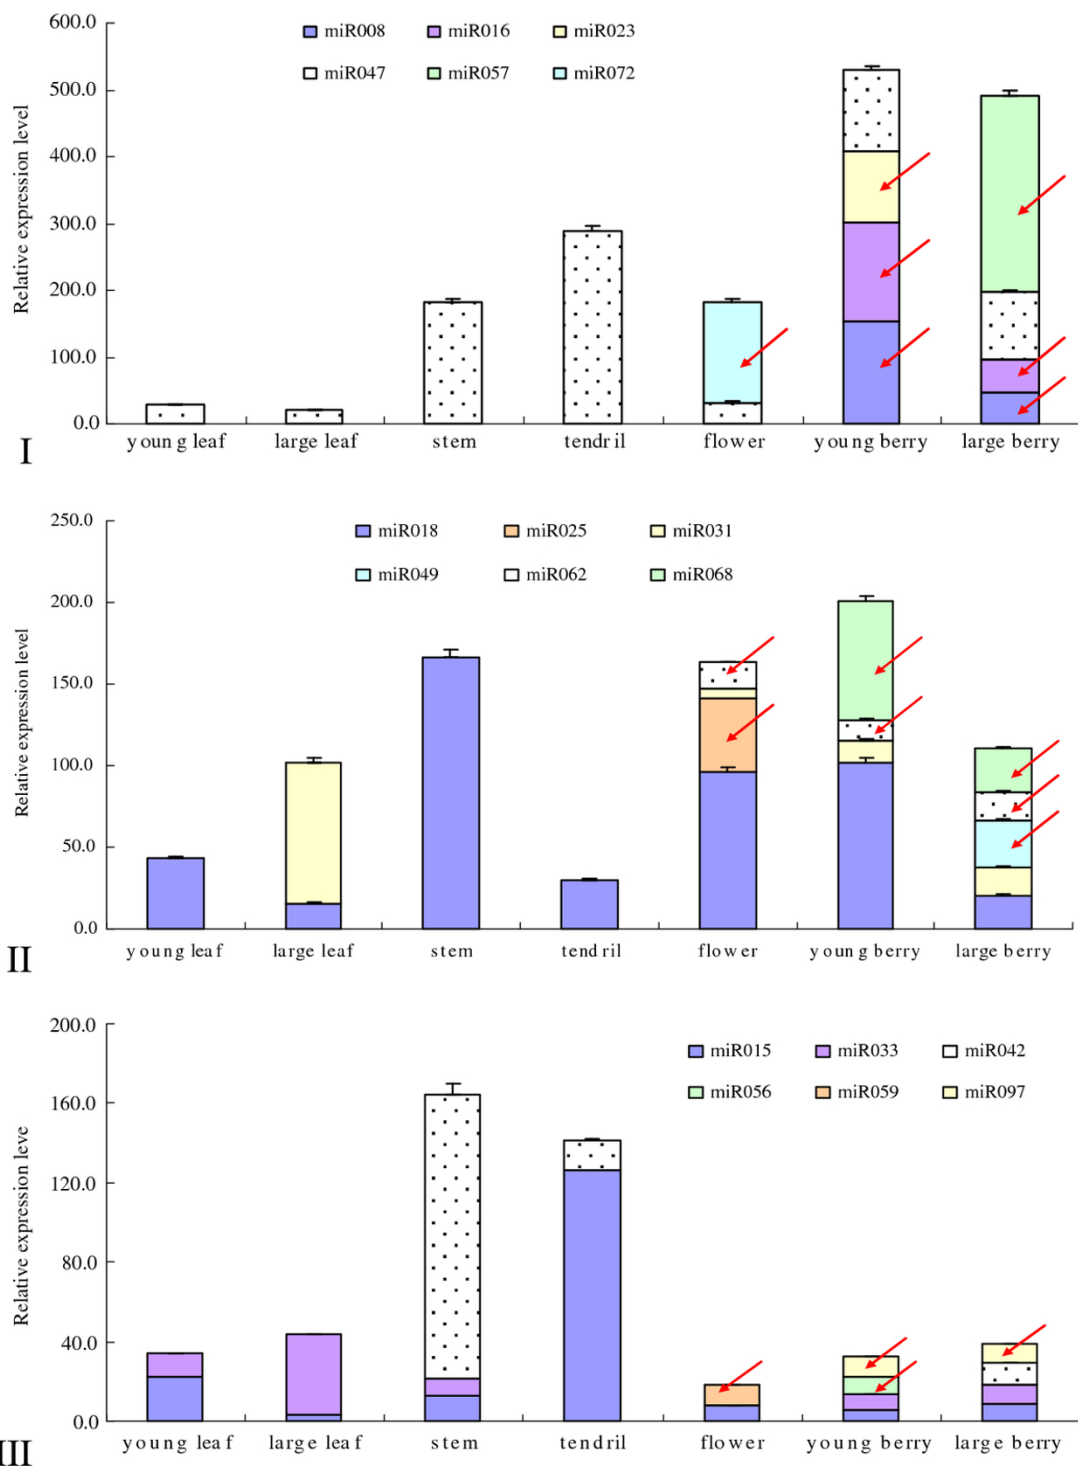 600.0
miR008 miR016 miR023
miR047 miR057 miR072
500.0
400.0
300.0
200.0
100.0
0.0
Relative expression level
young leaf large leaf stem tendril flower young berry large berry
I
250.0
miR018 miR025 miR031
miR049 miR062 miR068
200.0
150.0
100.0
50.0
0.0
Relative expression level
young leaf large leaf stem tendril flower young berry large berry
II
200.0
miR015 miR033 miR042
miR056 miR059 miR097
160.0
120.0
80.0
40.0
0.0
Relative expression leve
young leaf large leaf stem tendril flower young berry large berry
III